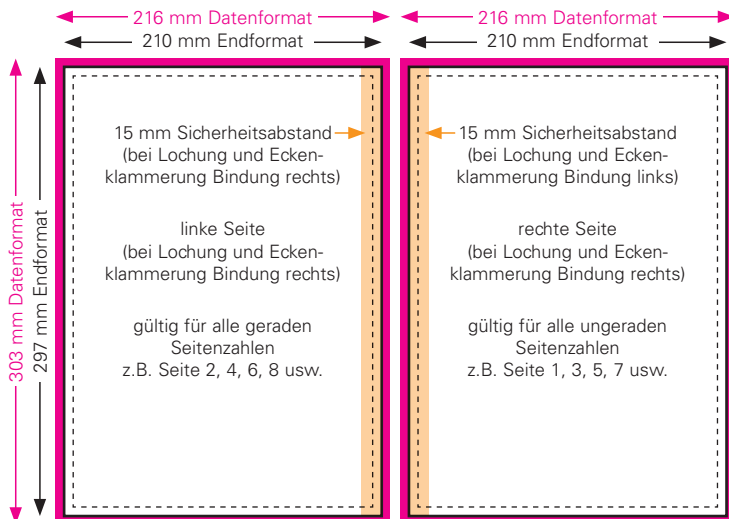 216 mm Datenformat
210 mm Endformat
303 mm Datenformat
297 mm Endformat
15 mm Sicherheitsabstand
(bei Lochung und Ecken-
klammerung Bindung rechts)
linke Seite
(bei Lochung und Ecken-
klammerung Bindung rechts)
gültig für alle geraden
Seitenzahlen
z.B. Seite 2, 4, 6, 8 usw.
216 mm Datenformat
210 mm Endformat
15 mm Sicherheitsabstand
(bei Lochung und Ecken-
klammerung Bindung links)
rechte Seite
(bei Lochung und Ecken-
klammerung Bindung rechts)
gültig für alle ungeraden
Seitenzahlen
z.B. Seite 1, 3, 5, 7 usw.